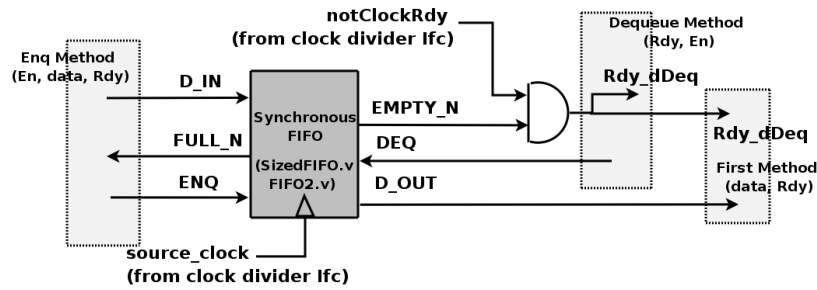 notClockRdy
(from clock divider Ifc)
Dequeue Method
(Rdy, En)
Enq Method
(En, data, Rdy)
D_IN
Rdy_dDeq
Synchronous
FIFO
EMPTY_N
Rdy_dDeq
FULL_N
DEQ
(SizedFIFO.v
FIFO2.v)
First Method
(data, Rdy)
ENQ
D_OUT
source_clock
(from clock divider Ifc)